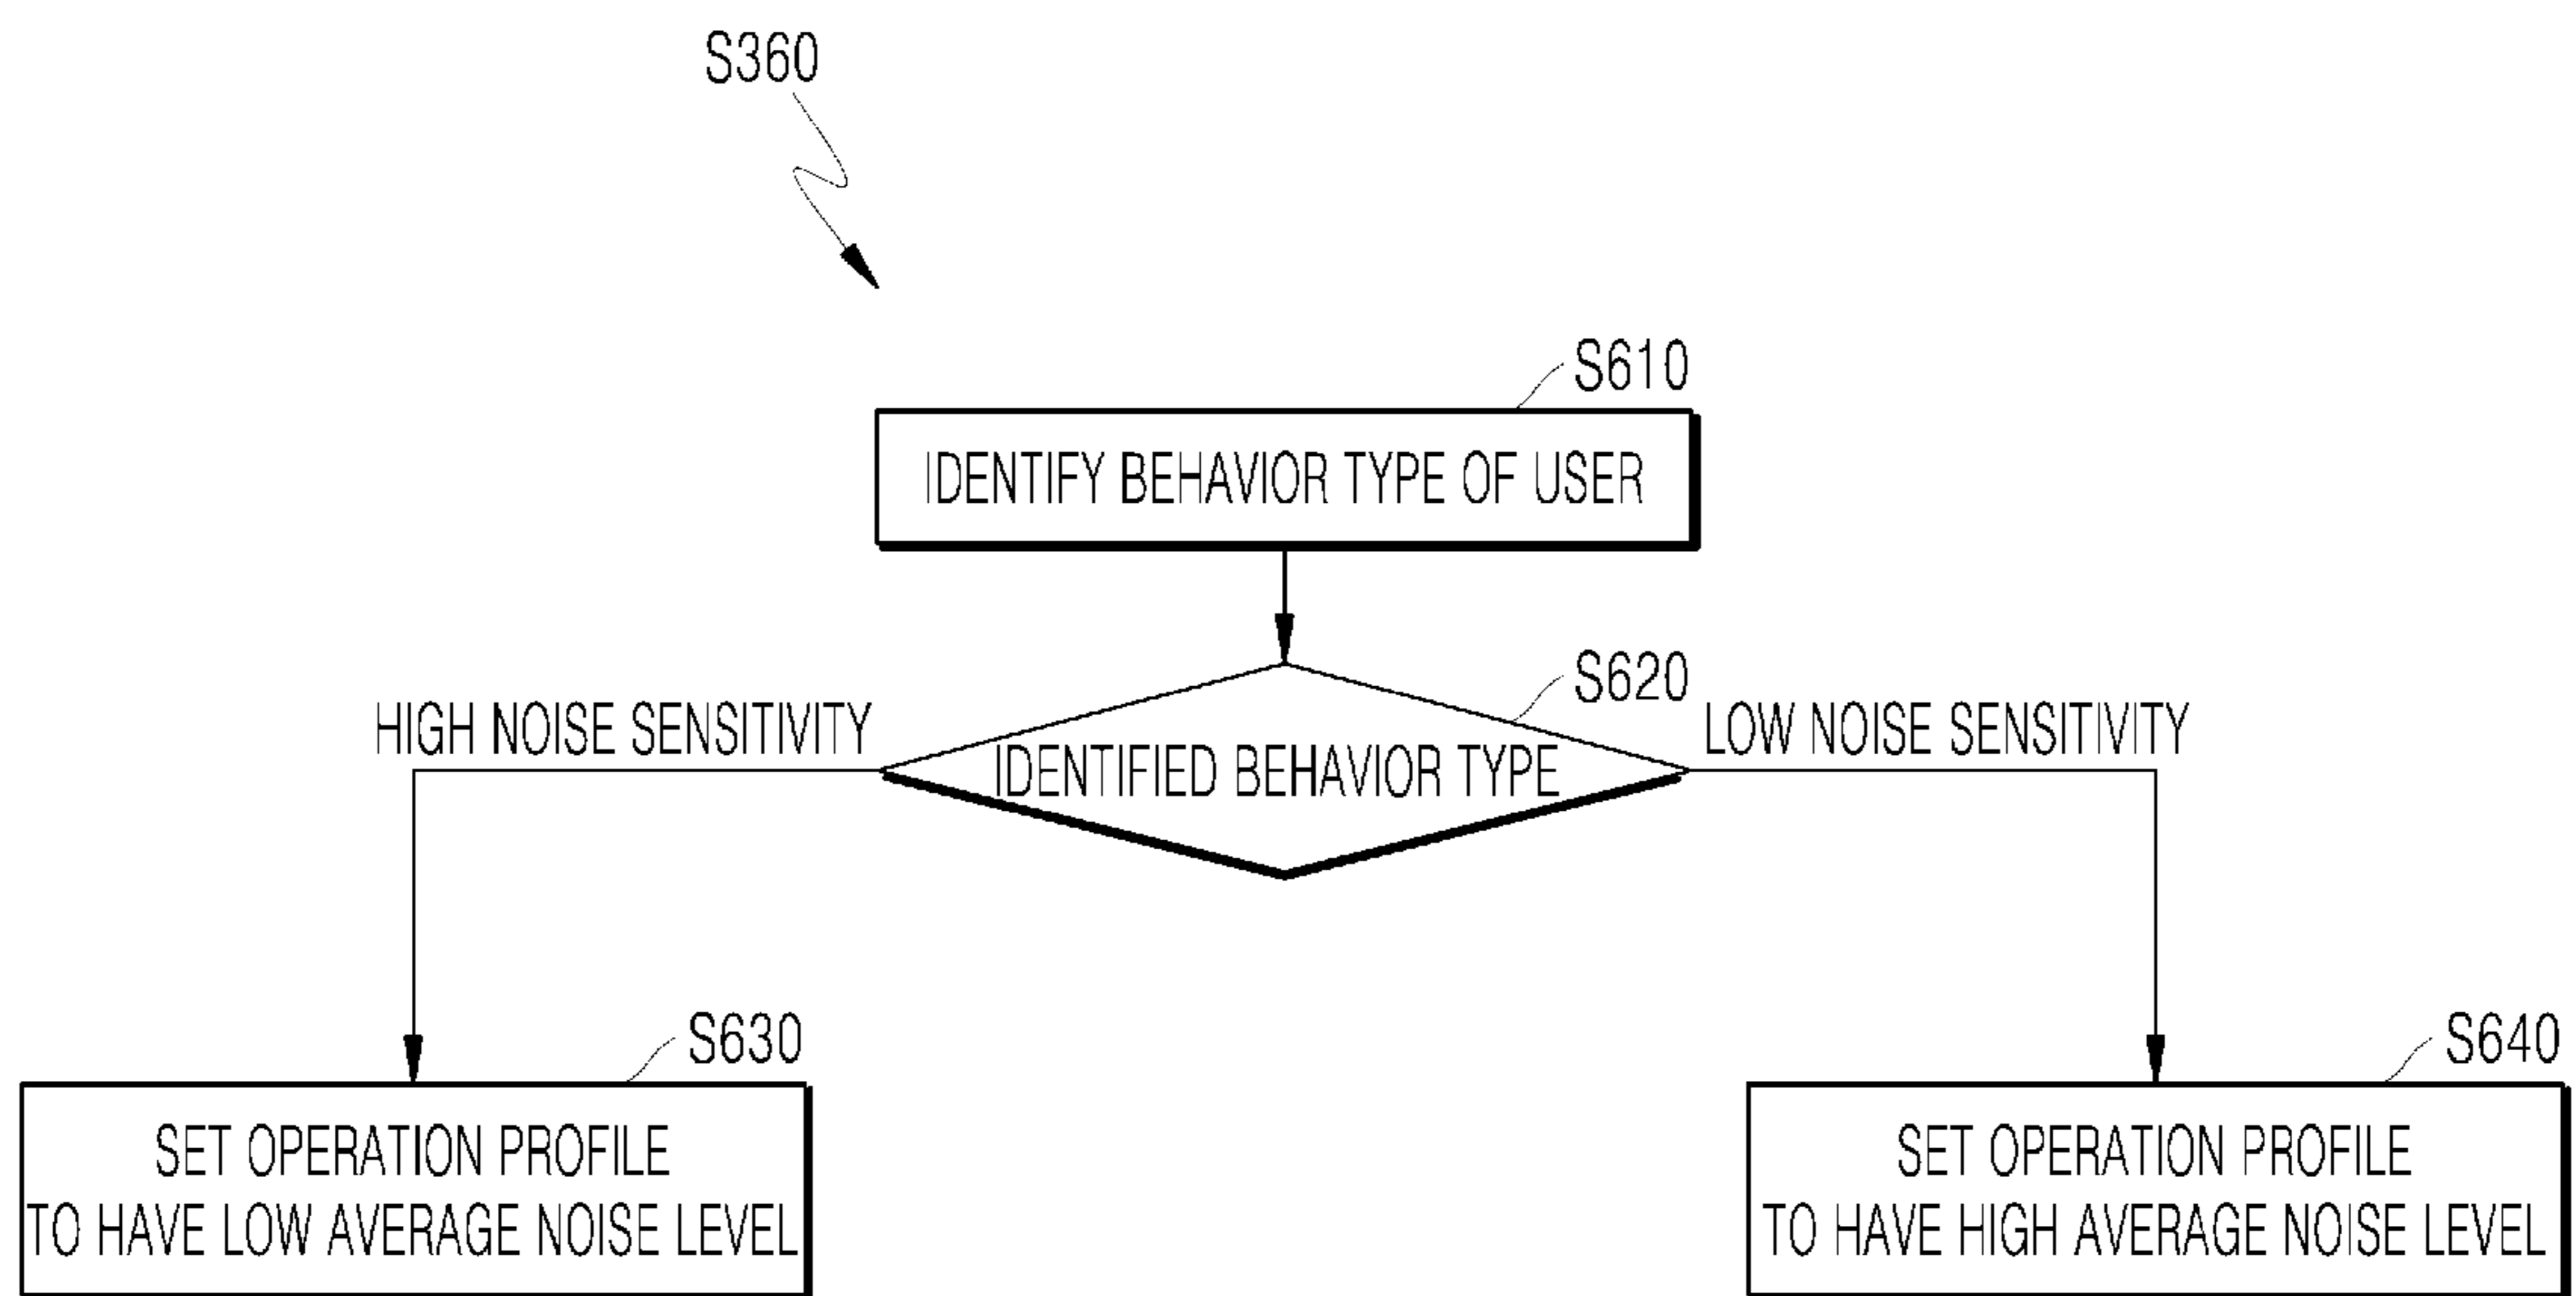 S360
S610
IDENTIFY BEHAVIOR TYPE OF USER
S620
HIGH NOISE SENSITIVITY
IDENTIFIED BEHAVIOR TYPE
LOW NOISE SENSITIVITY
S630
SET OPERATION PROFILE
TO HAVE LOW AVERAGE NOISE LEVEL
S640
SET OPERATION PROFILE
TO HAVE HIGH AVERAGE NOISE LEVEL